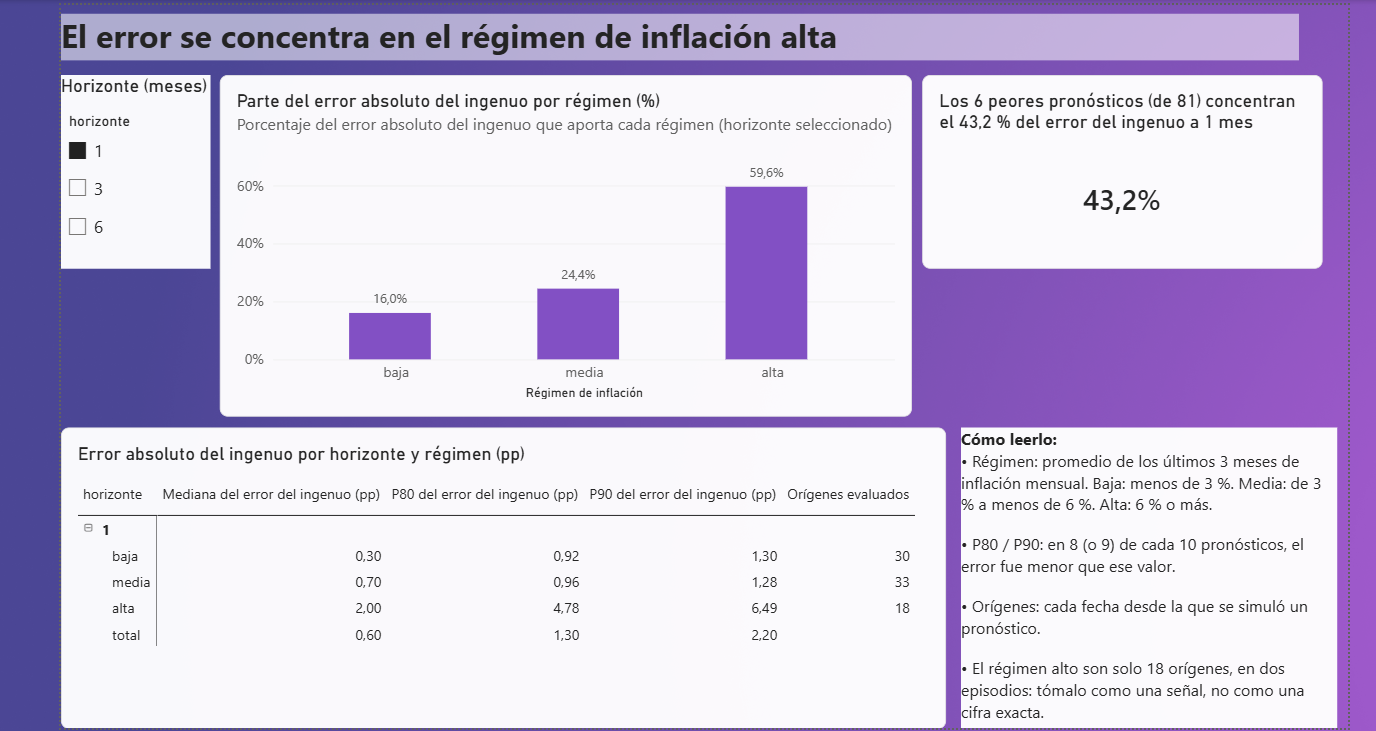 El error se concentra en el régimen de inflación alta
Horizonte (meses)
horizonte
1
3
6
Parte del error absoluto del ingenuo por régimen (%)
Porcentaje del error absoluto del ingenuo que aporta cada régimen (horizonte seleccionado)
60%
40%
20%
0%
16,0%
24,4%
59,6%
baja
media
alta
Régimen de inflación
Los 6 peores pronósticos (de 81) concentran
el 43,2 % del error del ingenuo a 1 mes
43,2%
Error absoluto del ingenuo por horizonte y régimen (pp)
horizonte Mediana del error del ingenuo (pp) P80 del error del ingenuo (pp) P90 del error del ingenuo (pp) Orígenes evaluados
1
baja 0,30 0,92 1,30 30
media 0,70 0,96 1,28 33
alta 2,00 4,78 6,49 18
total 0,60 1,30 2,20
Cómo leerlo:
• Régimen: promedio de los últimos 3 meses de
inflación mensual. Baja: menos de 3 %. Media: de 3
% a menos de 6 %. Alta: 6 % o más.
• P80 / P90: en 8 (o 9) de cada 10 pronósticos, el
error fue menor que ese valor.
• Orígenes: cada fecha desde la que se simuló un
pronóstico.
• El régimen alto son solo 18 orígenes, en dos
episodios: tómalo como una señal, no como una
cifra exacta.